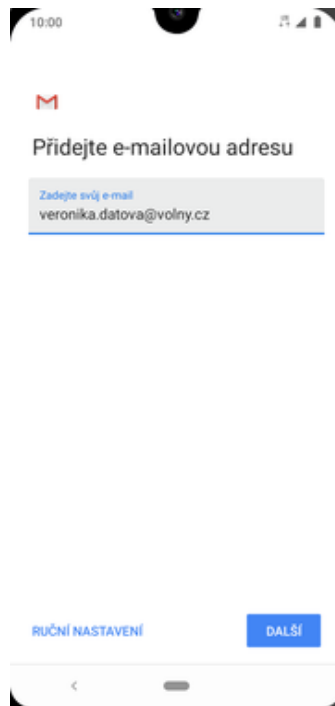 10:00
Přidejte e-mailovou adresu
Zadejte svůj e-mail
veronika.datova@volny.cz
RUČNÍ NASTAVENÍ
DALŠÍ